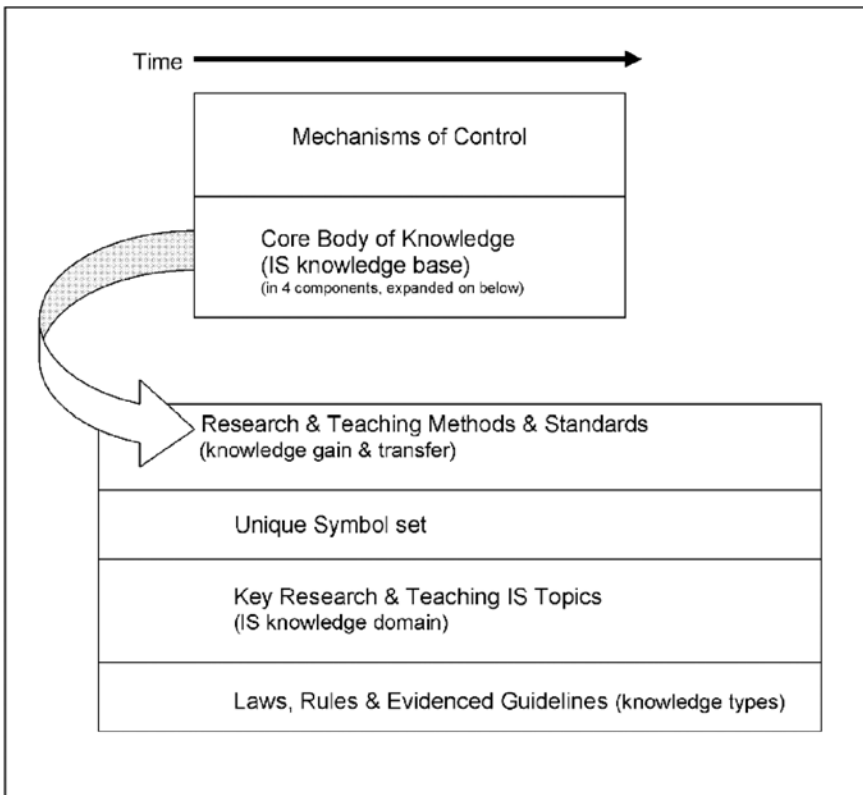 Time
Mechanisms of Control
Core Body of Knowledge
(IS knowledge base)
(in 4 components, expanded on below)
Research & Teaching Methods & Standards
(knowledge gain & transfer)
Unique Symbol set
Key Research & Teaching IS Topics
(IS knowledge domain)
Laws, Rules & Evidenced Guidelines (knowledge types)